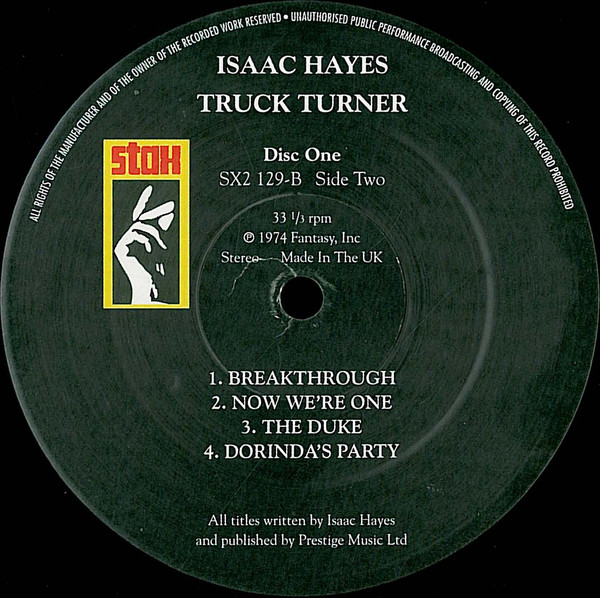 ALL RIGHTS OF THE MANUFACTURER AND OF THE OWNER OF THE RECORDED WORK RESERVED • UNAUTHORISED PUBLIC PERFORMANCE BROADCASTING AND COPYING OF THIS RECORD PROHIBITED
ISAAC HAYES
TRUCK TURNER
stax
Disc One
SX2 129-B Side Two
33 1/3 rpm
℗ 1974 Fantasy, Inc
Stereo Made In The UK
1. BREAKTHROUGH
2. NOW WE'RE ONE
3. THE DUKE
4. DORINDA'S PARTY
All titles written by Isaac Hayes
and published by Prestige Music Ltd